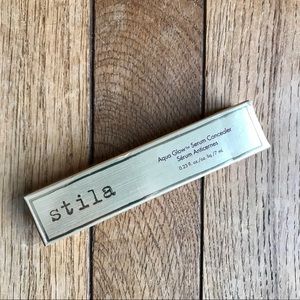 stila
Aqua Glow™ Serum Concealer
Sérum Anticernes
0.23 fl. oz./oz. liq./7 ml